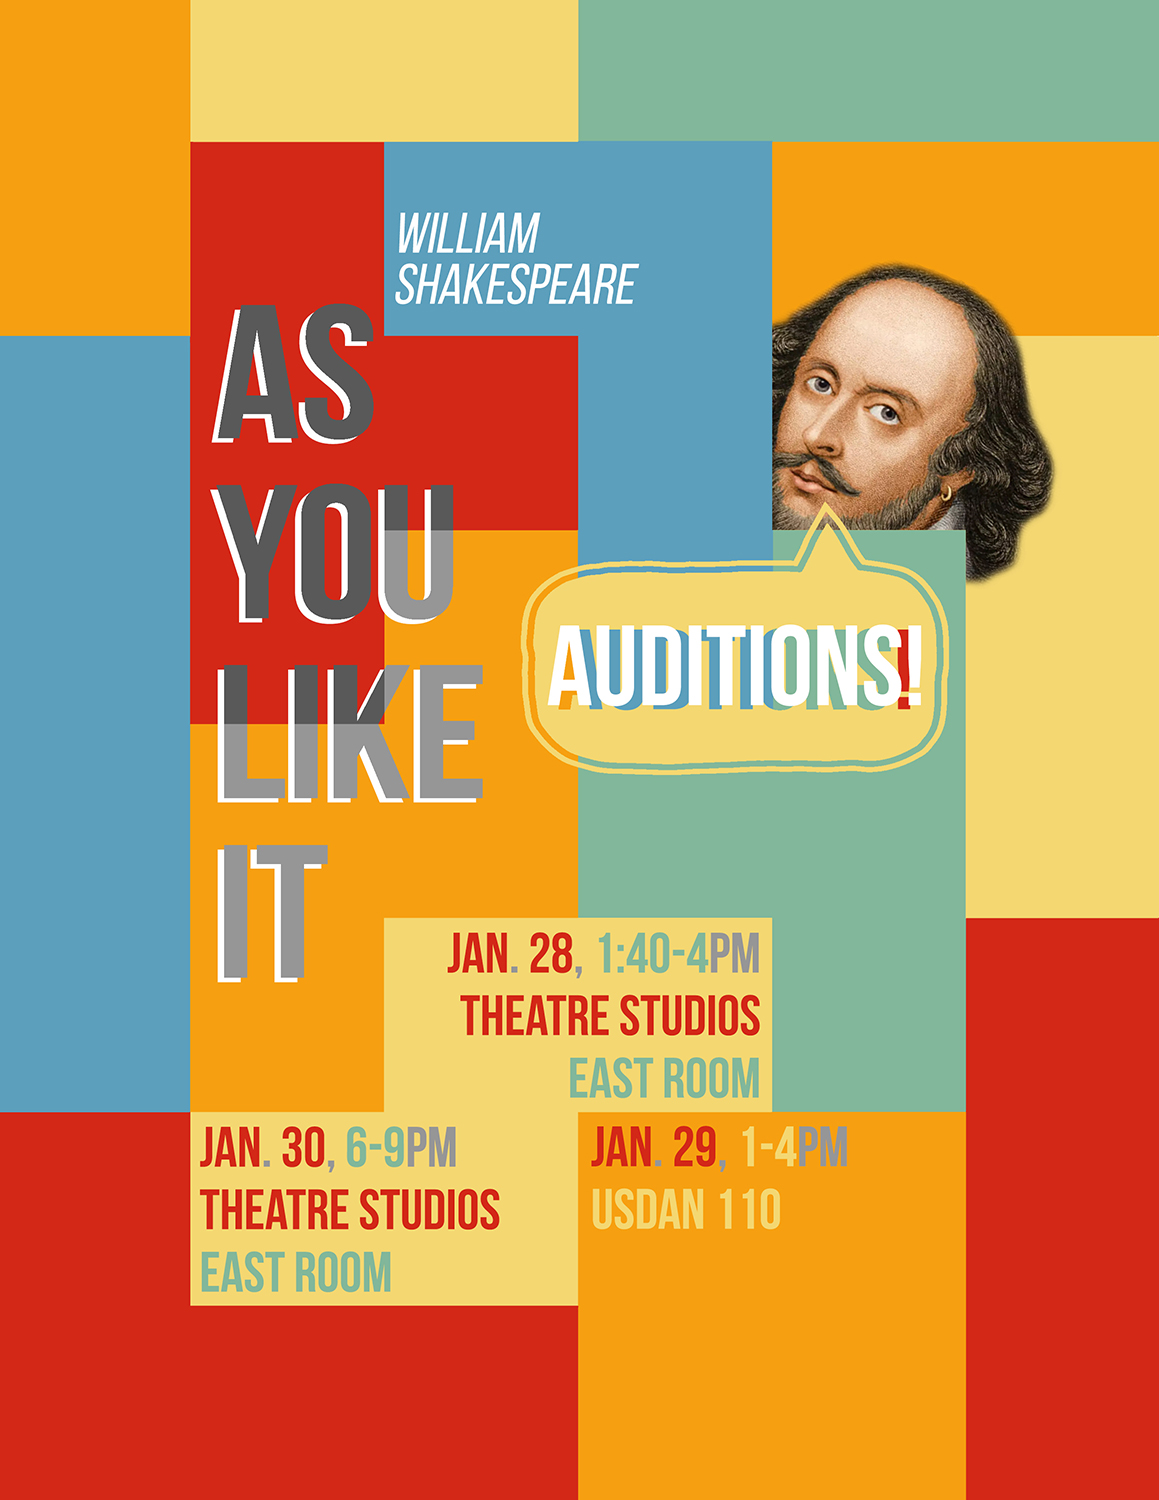 WILLIAM
SHAKESPEARE
AS
YOU
LIKE
IT
AUDITIONS!
JAN. 28, 1:40-4PM
THEATRE STUDIOS
EAST ROOM
JAN. 30, 6-9PM
THEATRE STUDIOS
EAST ROOM
JAN. 29, 1-4PM
USDAN 110